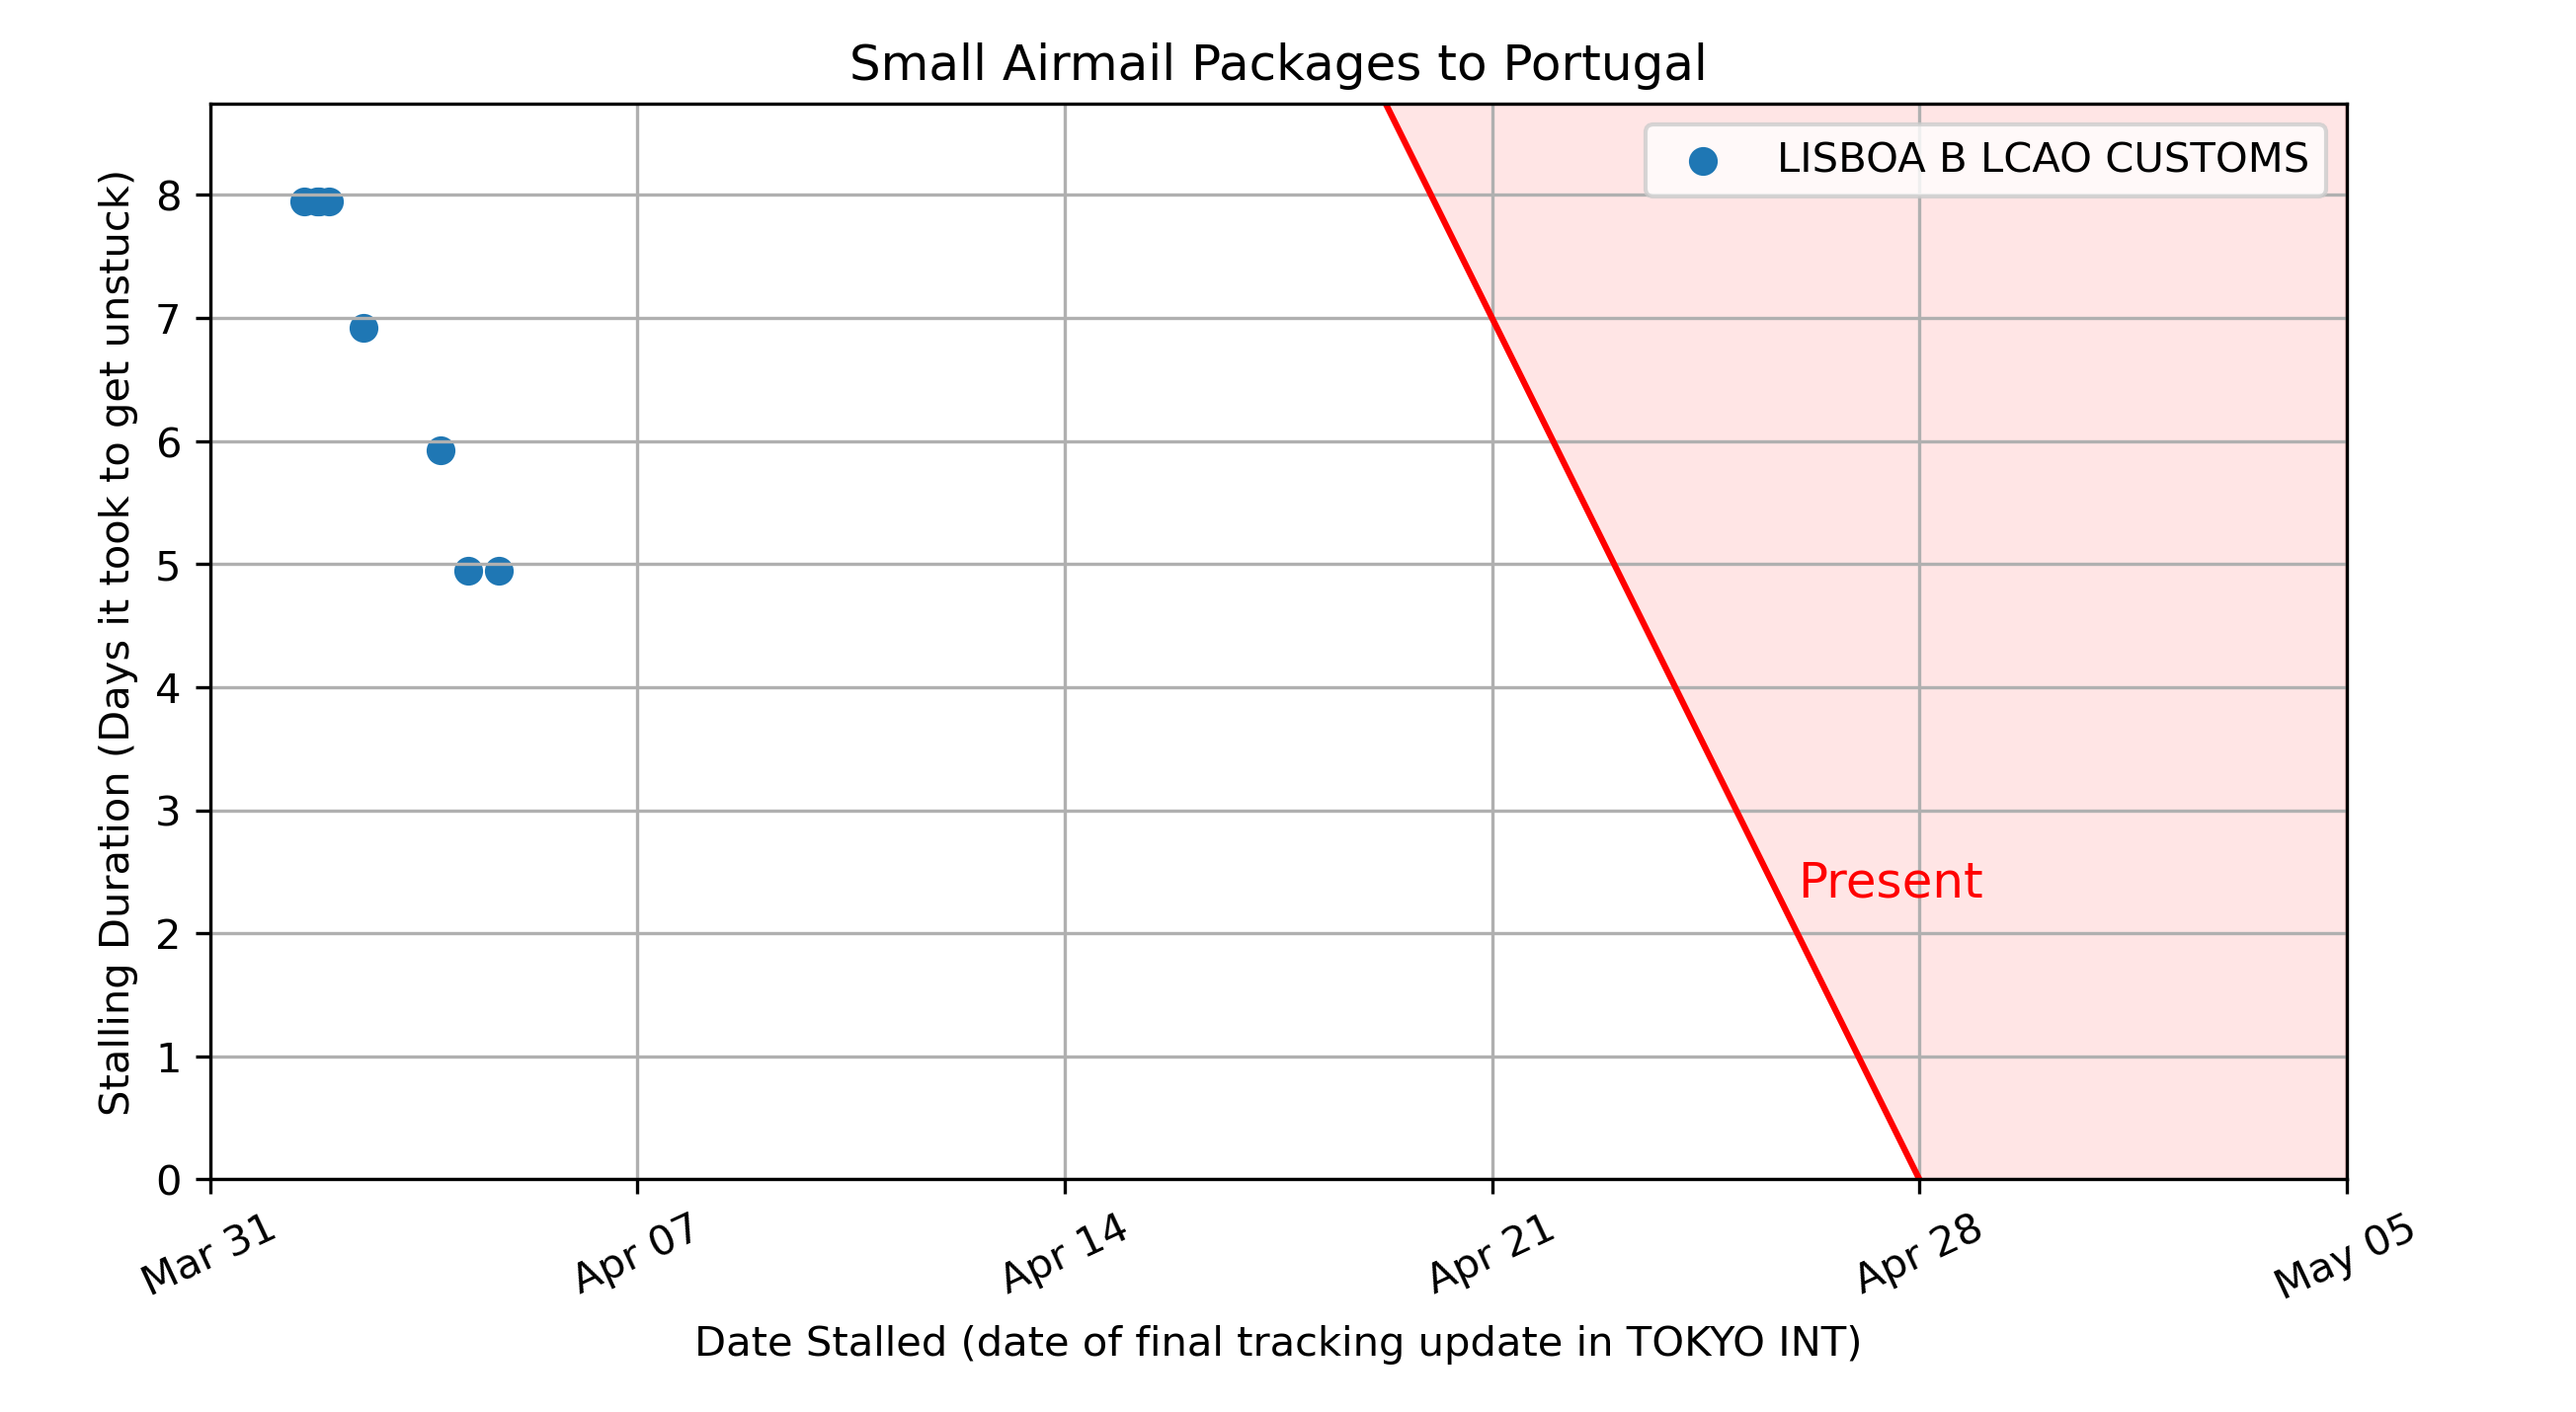 Small Airmail Packages to Portugal
LISBOA B LCAO CUSTOMS
Stalling Duration (Days it took to get unstuck)
8
7
6
5
4
3
2
1
0
Present
Mar 31
Apr 07
Apr 14
Apr 21
Apr 28
May 05
Date Stalled (date of final tracking update in TOKYO INT)